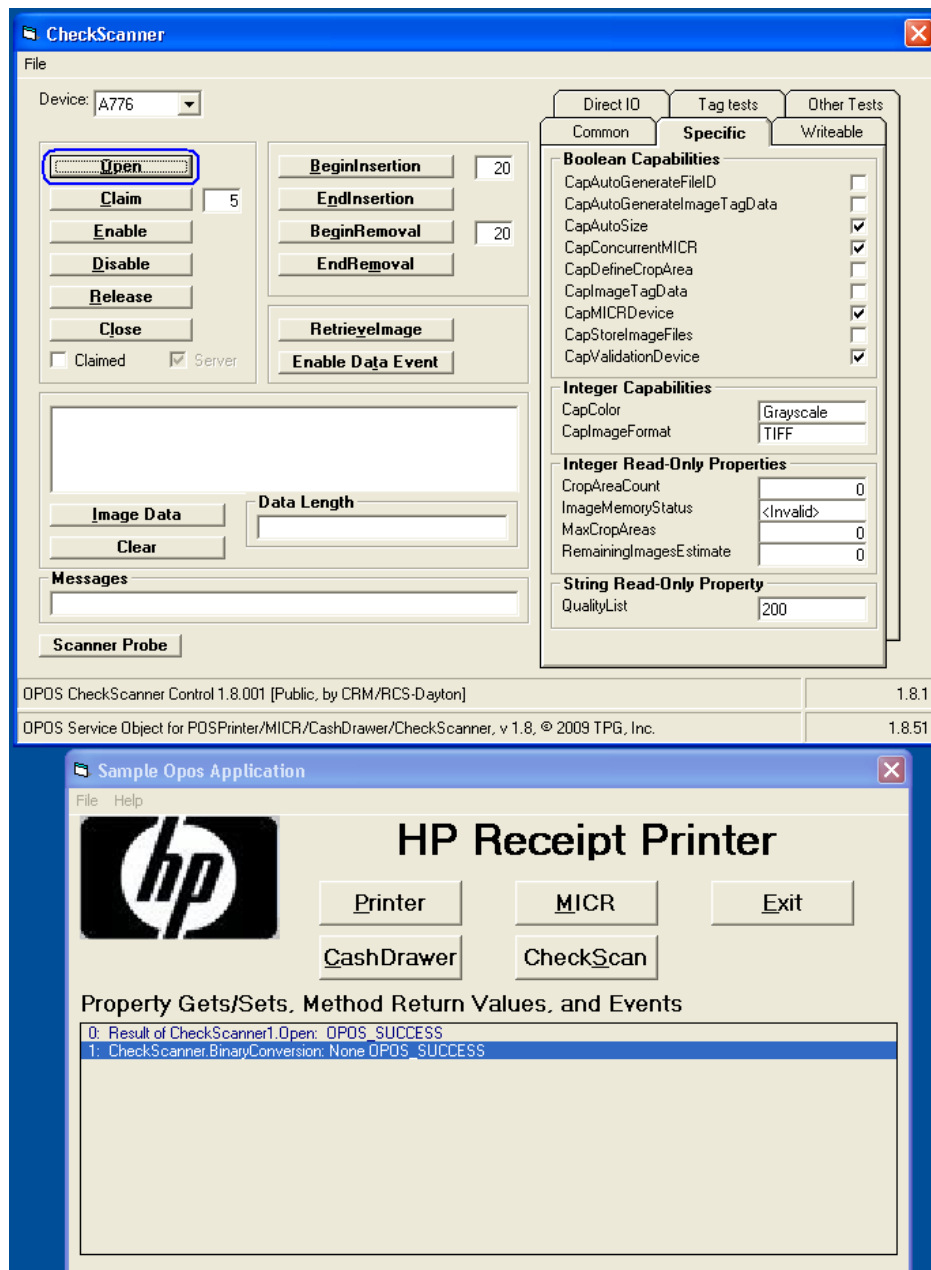 CheckScanner
File
Device: A776
Open
Claim 5
Enable
Disable
Release
Close
Claimed Server
BeginInsertion 20
EndInsertion
BeginRemoval 20
EndRemoval
RetrieveImage
Enable Data Event
Image Data
Clear
Data Length
Messages
Scanner Probe
Direct IO Tag tests Other Tests
Common Specific Writeable
Boolean Capabilities
CapAutoGenerateFileID
CapAutoGenerateImageTagData
CapAutoSize
CapConcurrentMICR
CapDefineCropArea
CapImageTagData
CapMICRDevice
CapStoreImageFiles
CapValidationDevice
Integer Capabilities
CapColor Grayscale
CapImageFormat TIFF
Integer Read-Only Properties
CropAreaCount 0
ImageMemoryStatus <Invalid>
MaxCropAreas 0
RemainingImagesEstimate 0
String Read-Only Property
QualityList 200
OPOS CheckScanner Control 1.8.001 [Public, by CRM/RCS-Dayton] 1.8.1
OPOS Service Object for POSPrinter/MICR/CashDrawer/CheckScanner, v 1.8, © 2009 TPG, Inc. 1.8.51
Sample Opos Application
File Help
hp
HP Receipt Printer
Printer MICR Exit
CashDrawer CheckScan
Property Gets/Sets, Method Return Values, and Events
0: Result of CheckScanner1.Open: OPOS_SUCCESS
1: CheckScanner.BinaryConversion: None OPOS_SUCCESS